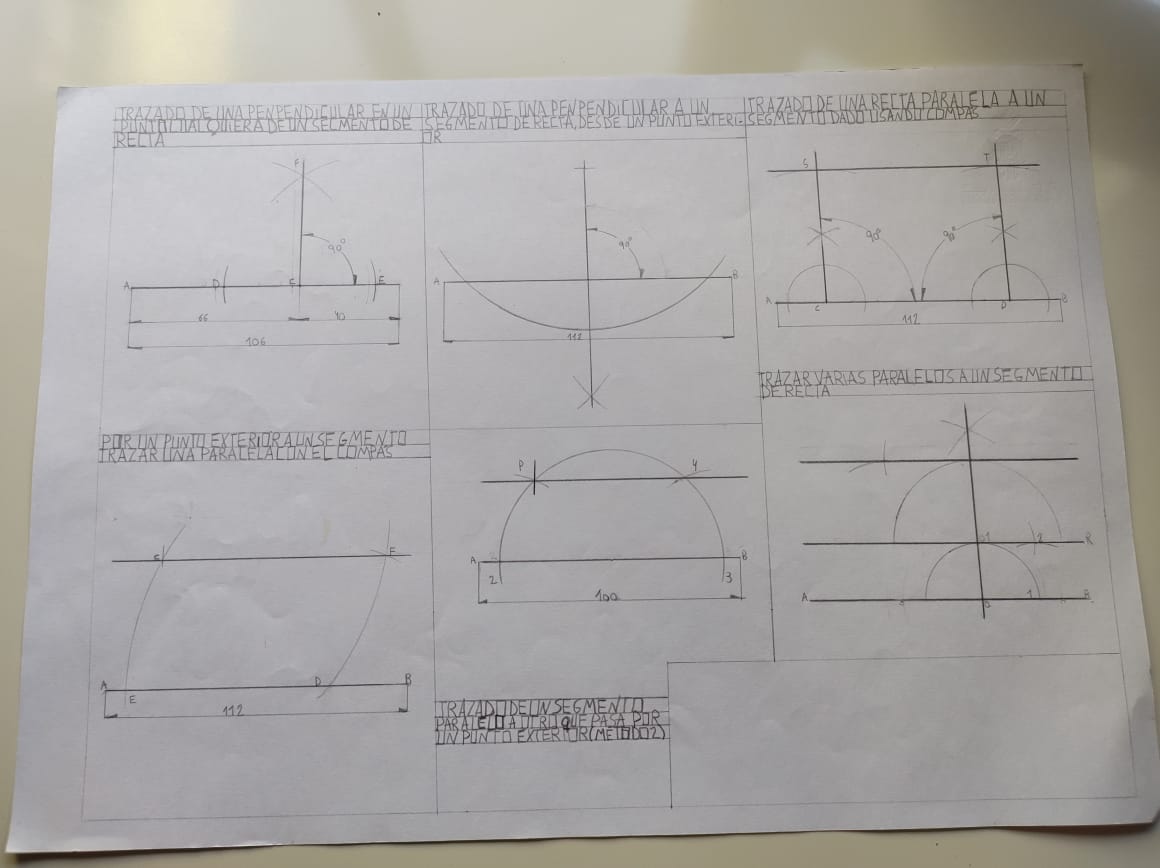 TRAZADO DE UNA PENPENDICULAR EN UN
PUNTO CUALQUIERA DE UN SECMENTO DE
RECTA
F
90°
A
D
C
E
66
40
106
TRAZADO DE UNA PENPENDICULAR A UN
SEGMENTO DE RECTA, DESDE UN PUNTO EXTERI-
OR
90°
A
B
112
TRAZADO DE UNA RECTA PARALELA A UN
SEGMENTO DADO USANDO COMPAS
S
T
90°
90°
A
C
D
B
112
POR UN PUNTO EXTERIOR A UN SEGMENTO
TRAZAR UNA PARALELA CON EL COMPAS
C
F
A
E
D
B
112
P
4
A
B
2
3
100
TRAZADO DE UN SEGMENTO
PARALELO A OTRO QUE PASA POR
UN PUNTO EXTERIOR (METODO 2)
TRAZAR VARIAS PARALELOS A UN SEGMENTO
DE RECTA
1
2
R
A
1
B